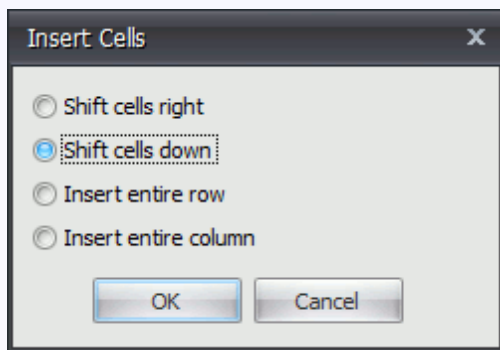 Insert Cells x
Shift cells right
Shift cells down
Insert entire row
Insert entire column
OK Cancel